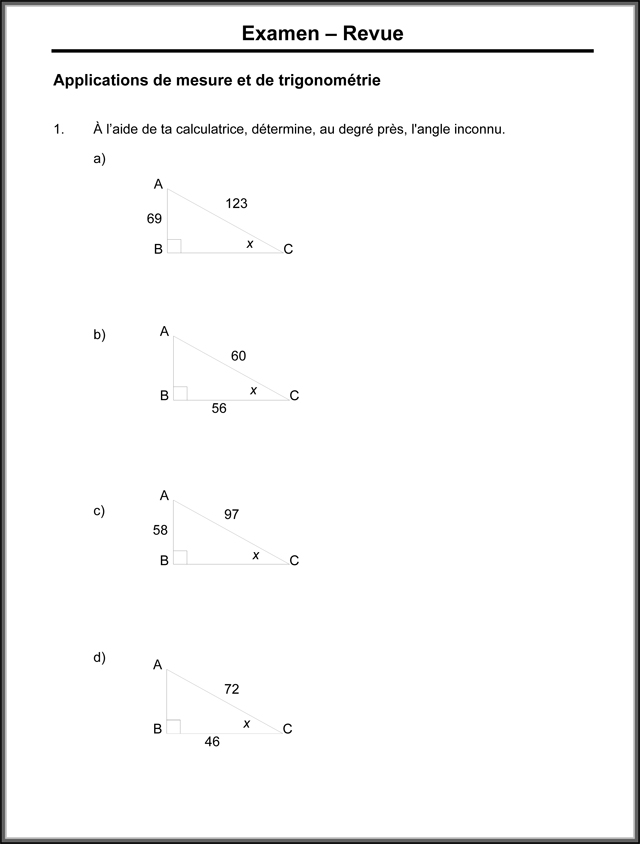 Examen – Revue
Applications de mesure et de trigonométrie
1. À l’aide de ta calculatrice, détermine, au degré près, l'angle inconnu.
a)
A
123
69
B
x
C
b)
A
60
B
x
C
56
c)
A
97
58
B
x
C
d)
A
72
B
x
C
46